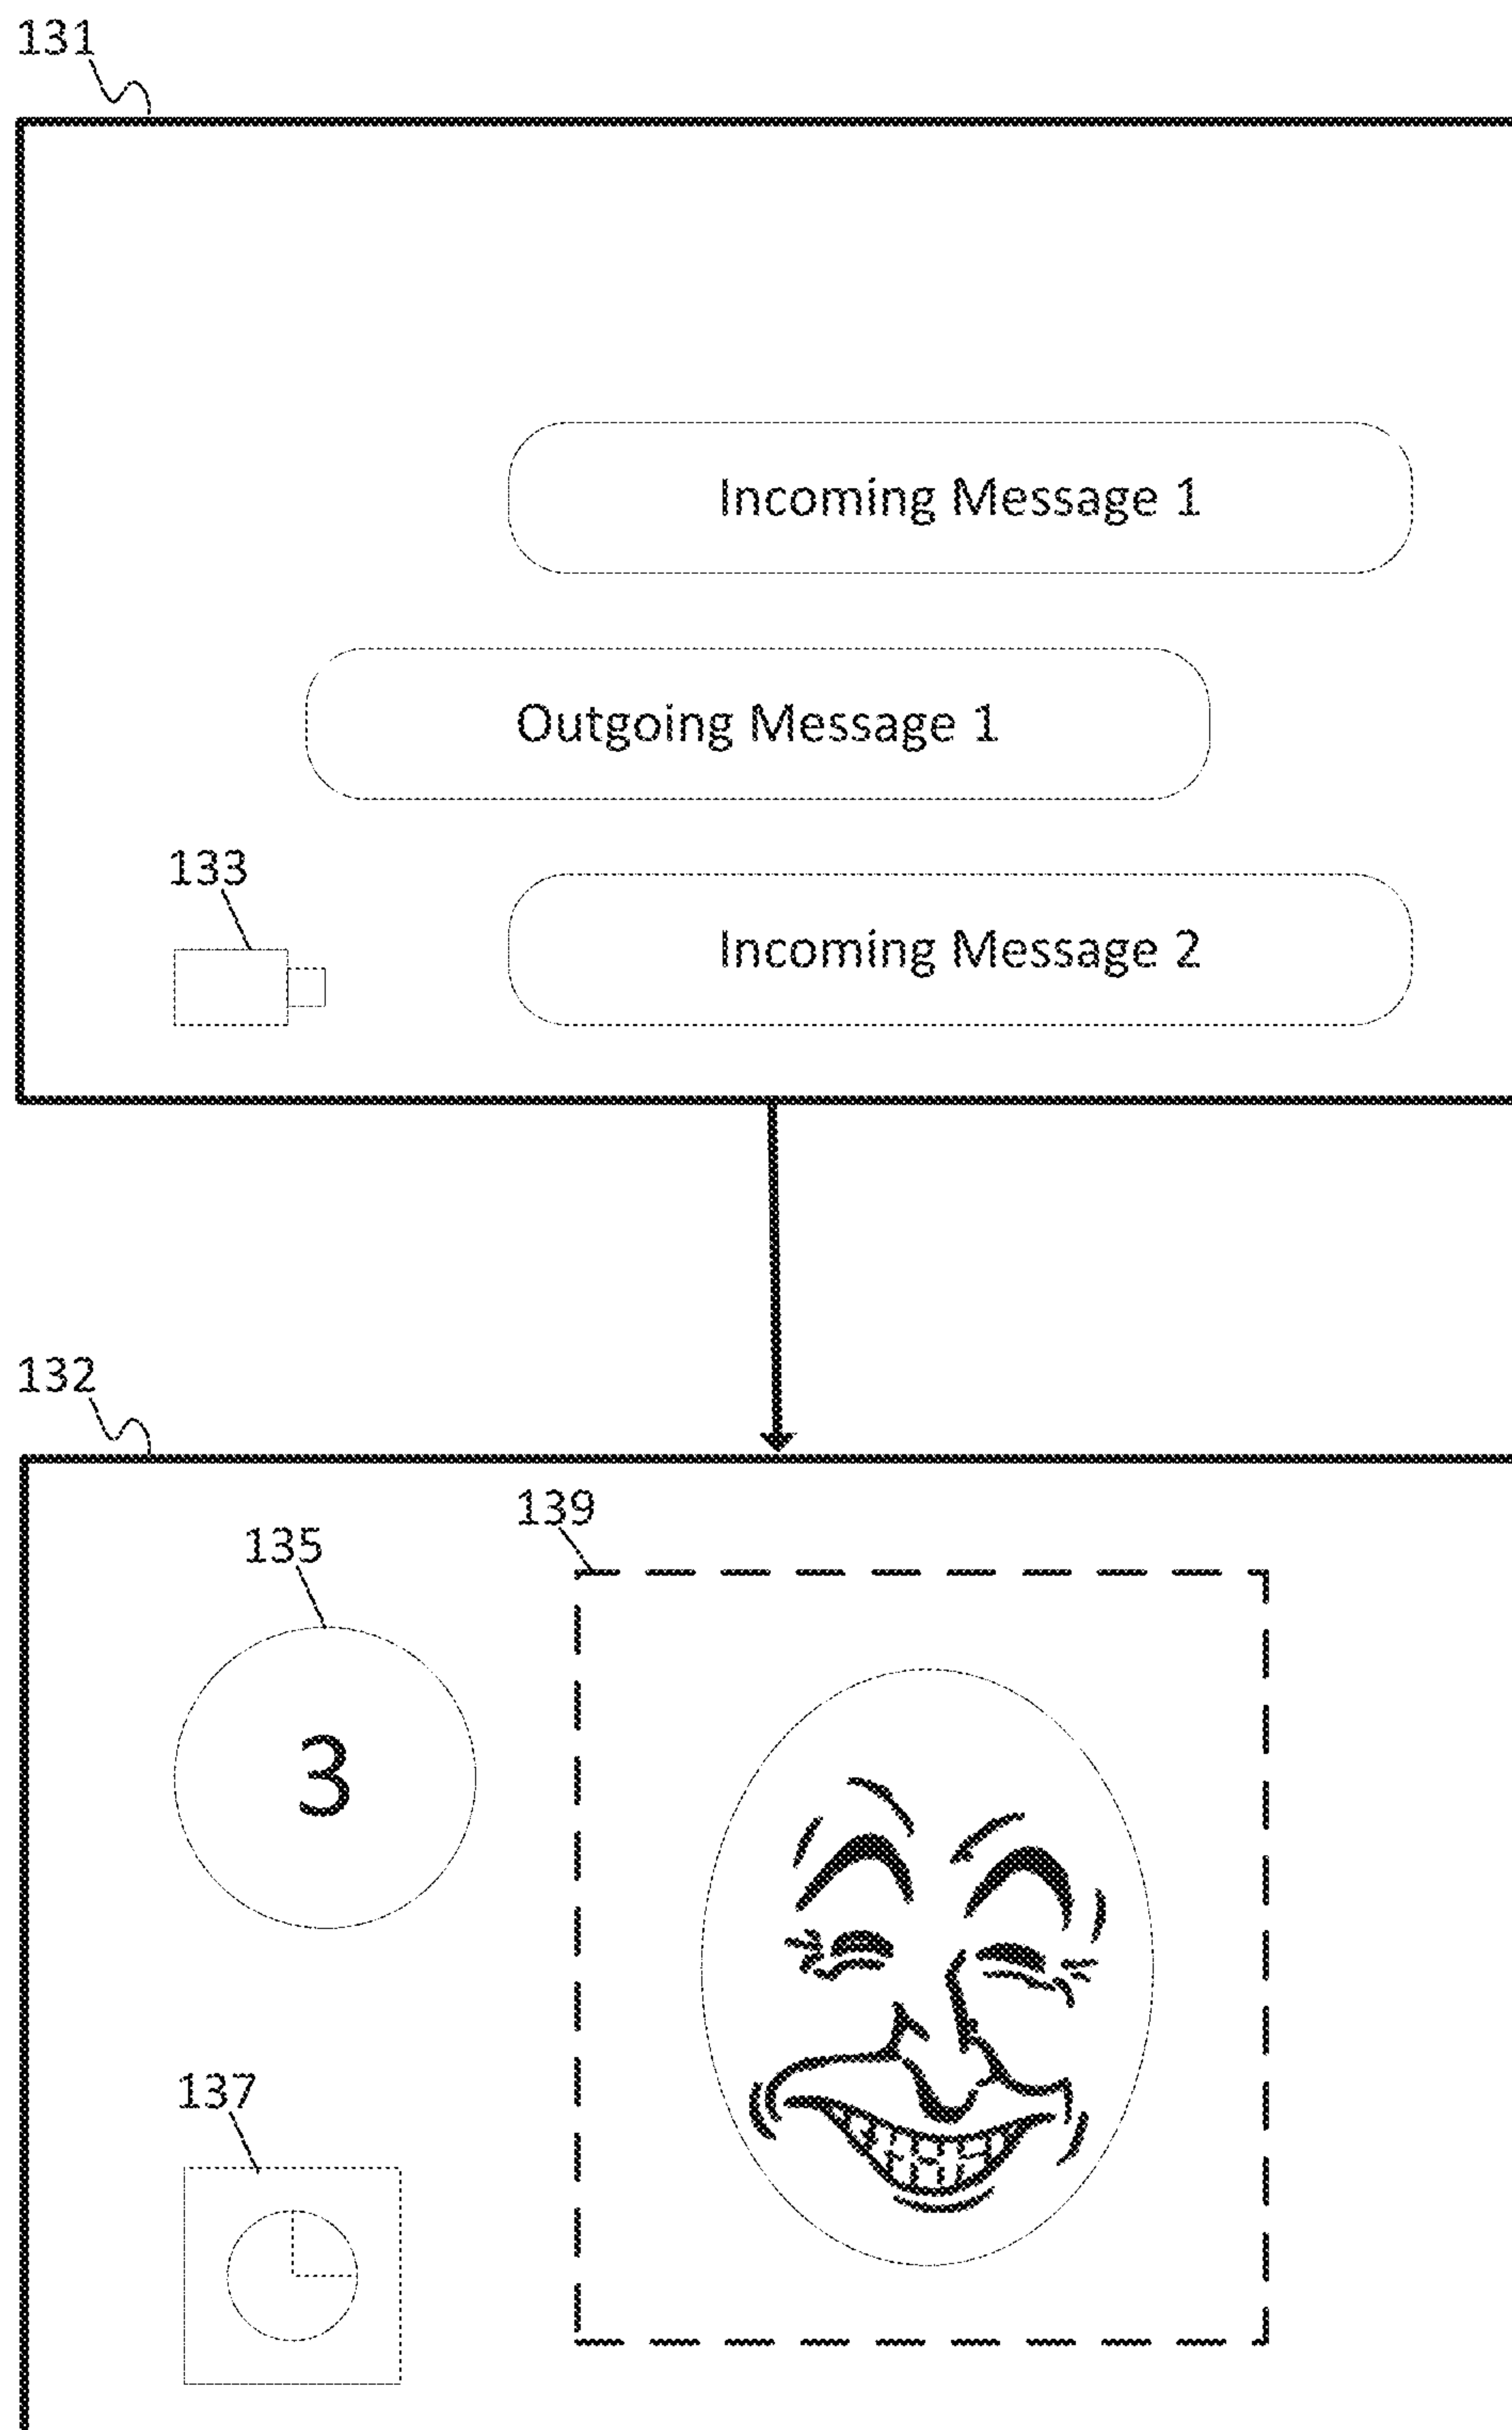 131
Incoming Message 1
Outgoing Message 1
133
Incoming Message 2
132
139
135
3
137